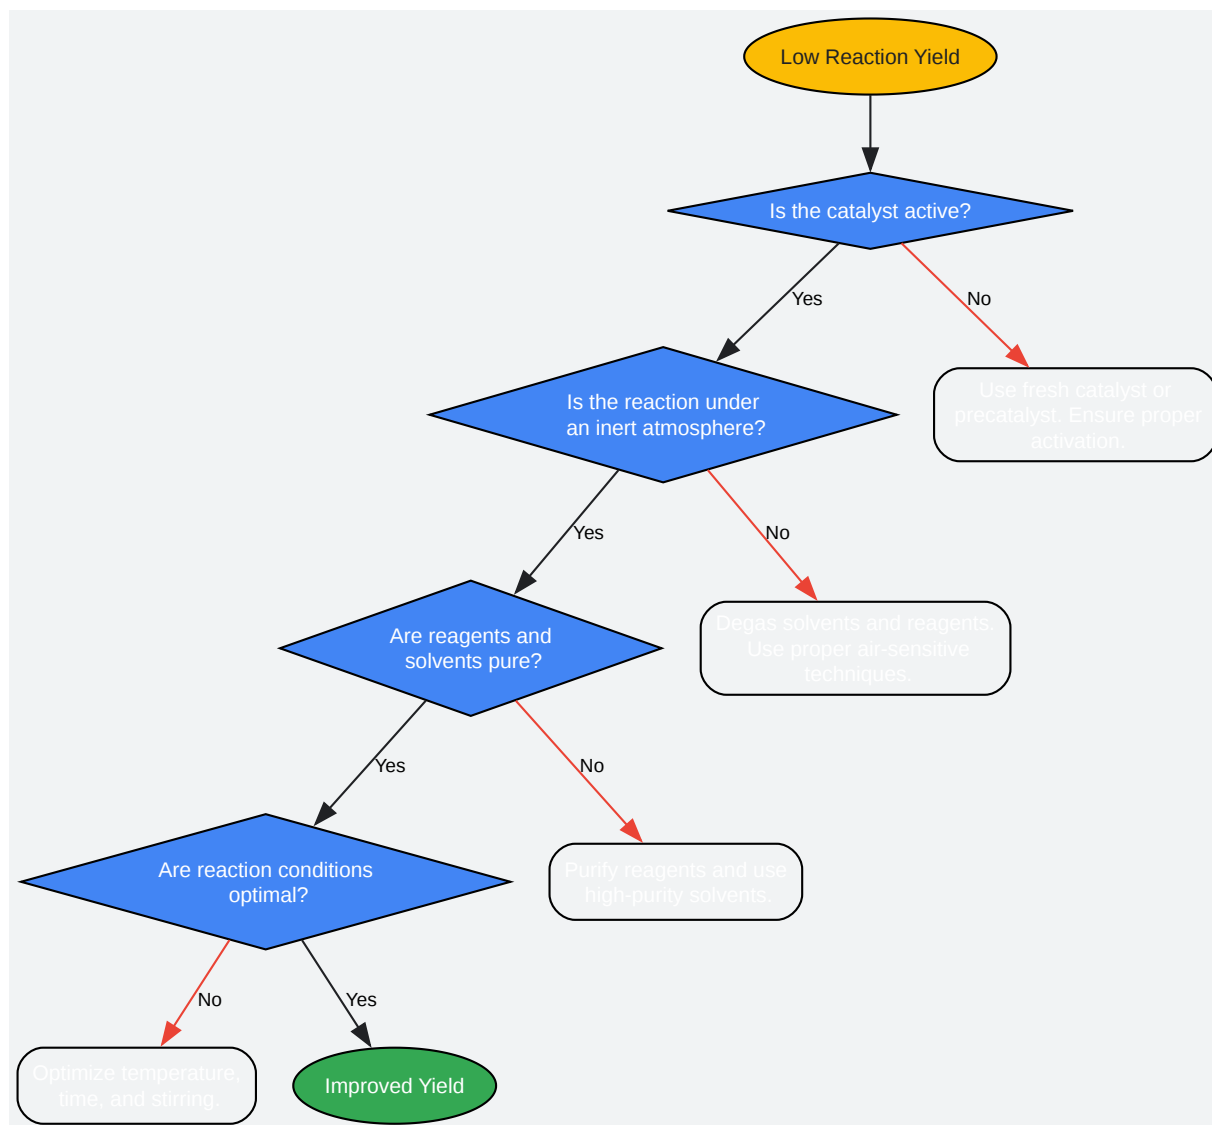 Low Reaction Yield
Is the catalyst active?
Yes
No
Is the reaction under
an inert atmosphere?
Use fresh catalyst or
precatalyst. Ensure proper
activation.
Yes
No
Are reagents and
solvents pure?
Degas solvents and reagents.
Use proper air-sensitive
techniques.
Yes
No
Are reaction conditions
optimal?
Purify reagents and use
high-purity solvents.
No
Yes
Optimize temperature,
time, and stirring.
Improved Yield